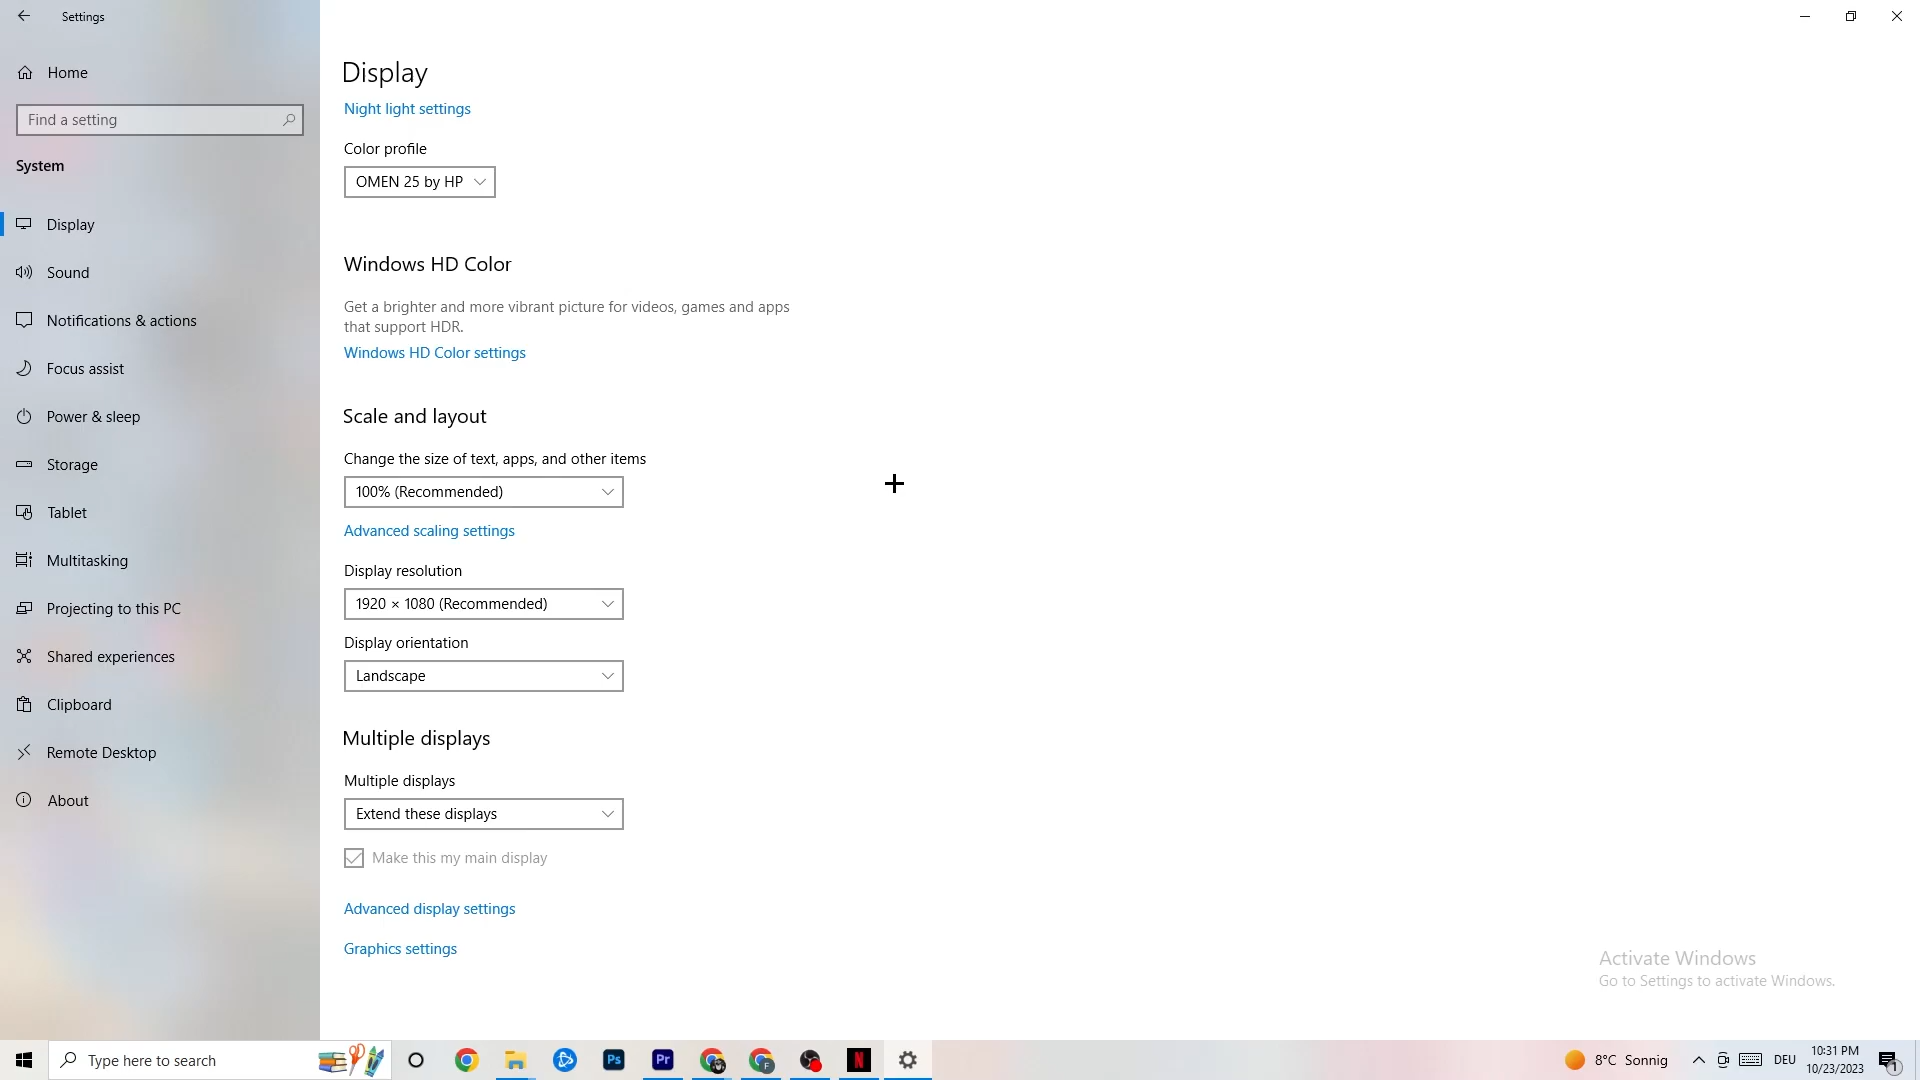 Settings
Home
Find a setting
System
Display
Sound
Notifications & actions
Focus assist
Power & sleep
Storage
Tablet
Multitasking
Projecting to this PC
Shared experiences
Clipboard
Remote Desktop
About
Display
Night light settings
Color profile
OMEN 25 by HP
Windows HD Color
Get a brighter and more vibrant picture for videos, games and apps
that support HDR.
Windows HD Color settings
Scale and layout
Change the size of text, apps, and other items
100% (Recommended)
Advanced scaling settings
Display resolution
1920 × 1080 (Recommended)
Display orientation
Landscape
Multiple displays
Multiple displays
Extend these displays
Make this my main display
Advanced display settings
Graphics settings
Activate Windows
Go to Settings to activate Windows.
Type here to search
Ps
Pr
F
N
8°C Sonnig
DEU
10:31 PM
10/23/2023
1